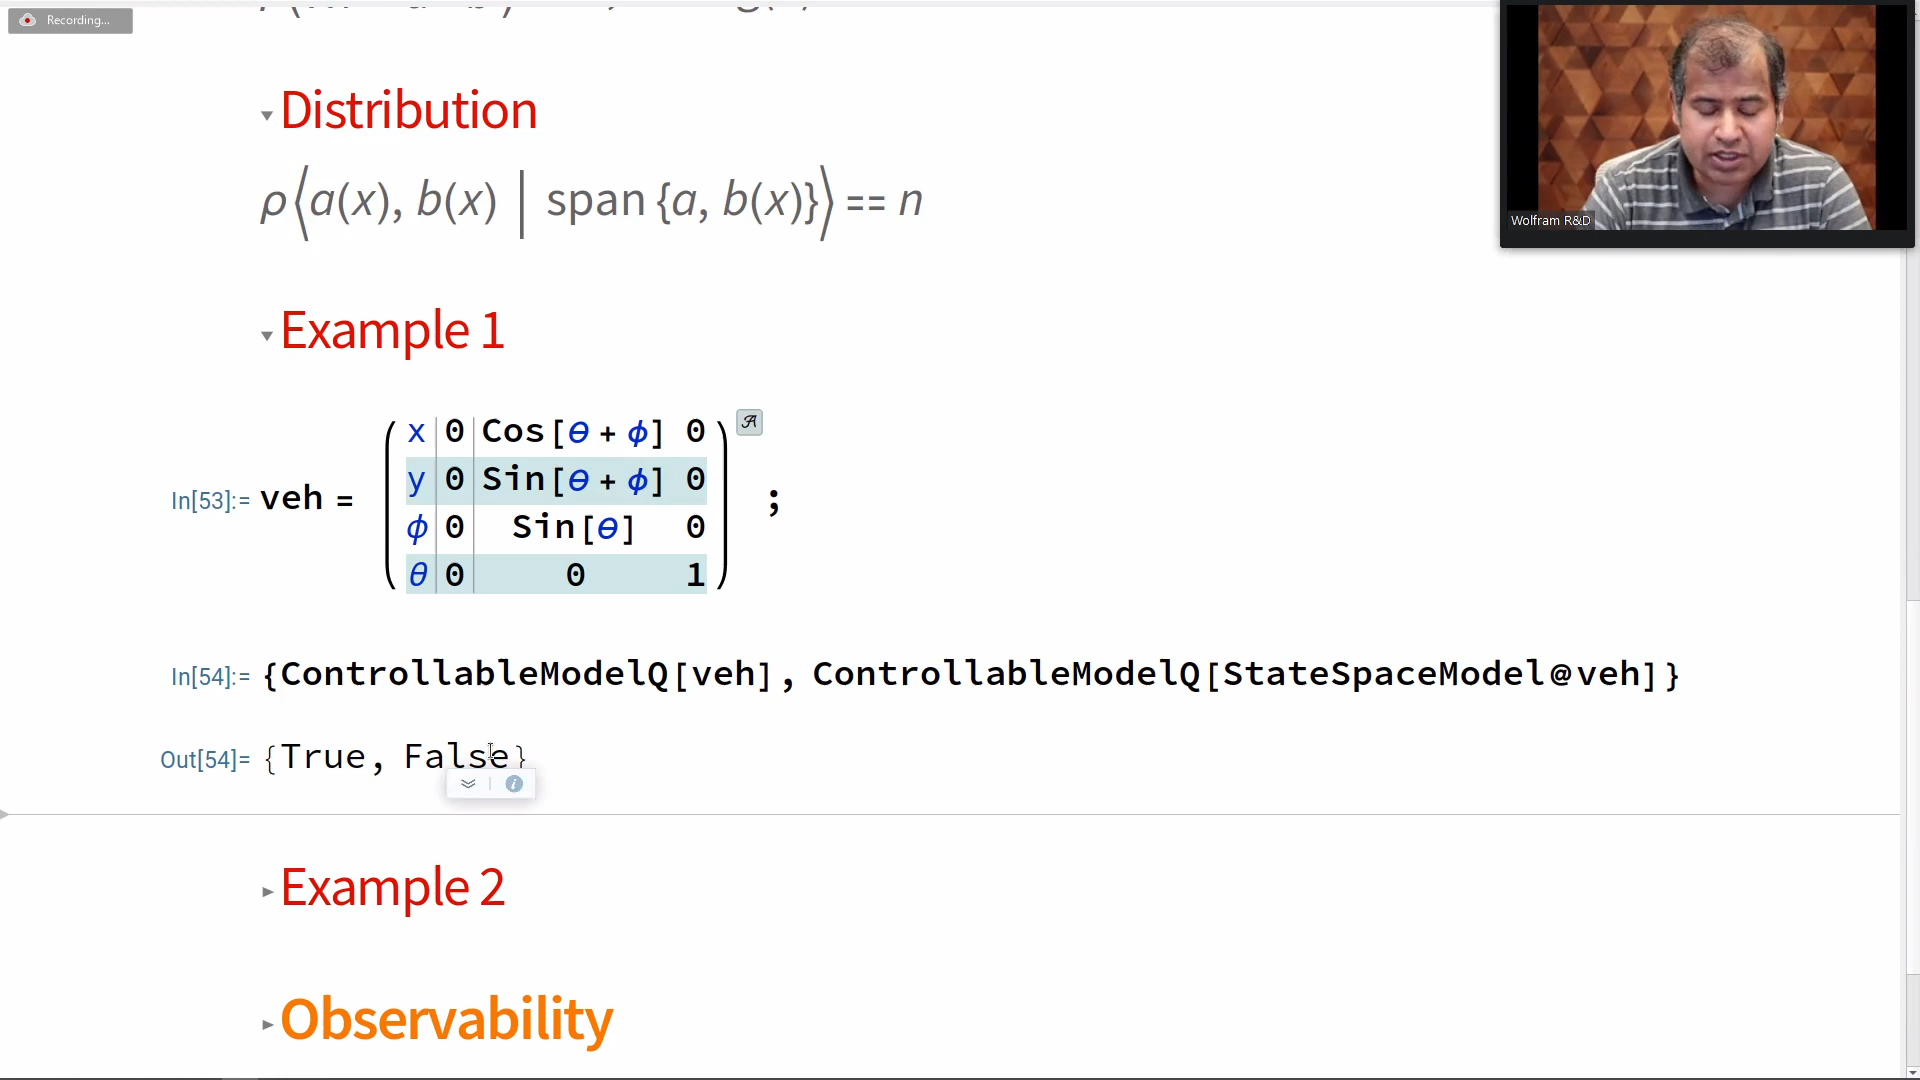 Recording...
Distribution
ρ⟨a(x), b(x) | span {a, b(x)}⟩ == n
Wolfram R&D
Example 1
In[53]:= veh =
x 0 Cos[θ + ϕ] 0
y 0 Sin[θ + ϕ] 0
ϕ 0 Sin[θ] 0
θ 0 0 1
;
In[54]:= {ControllableModelQ[veh], ControllableModelQ[StateSpaceModel@veh]}
Out[54]= {True, False}
Example 2
Observability